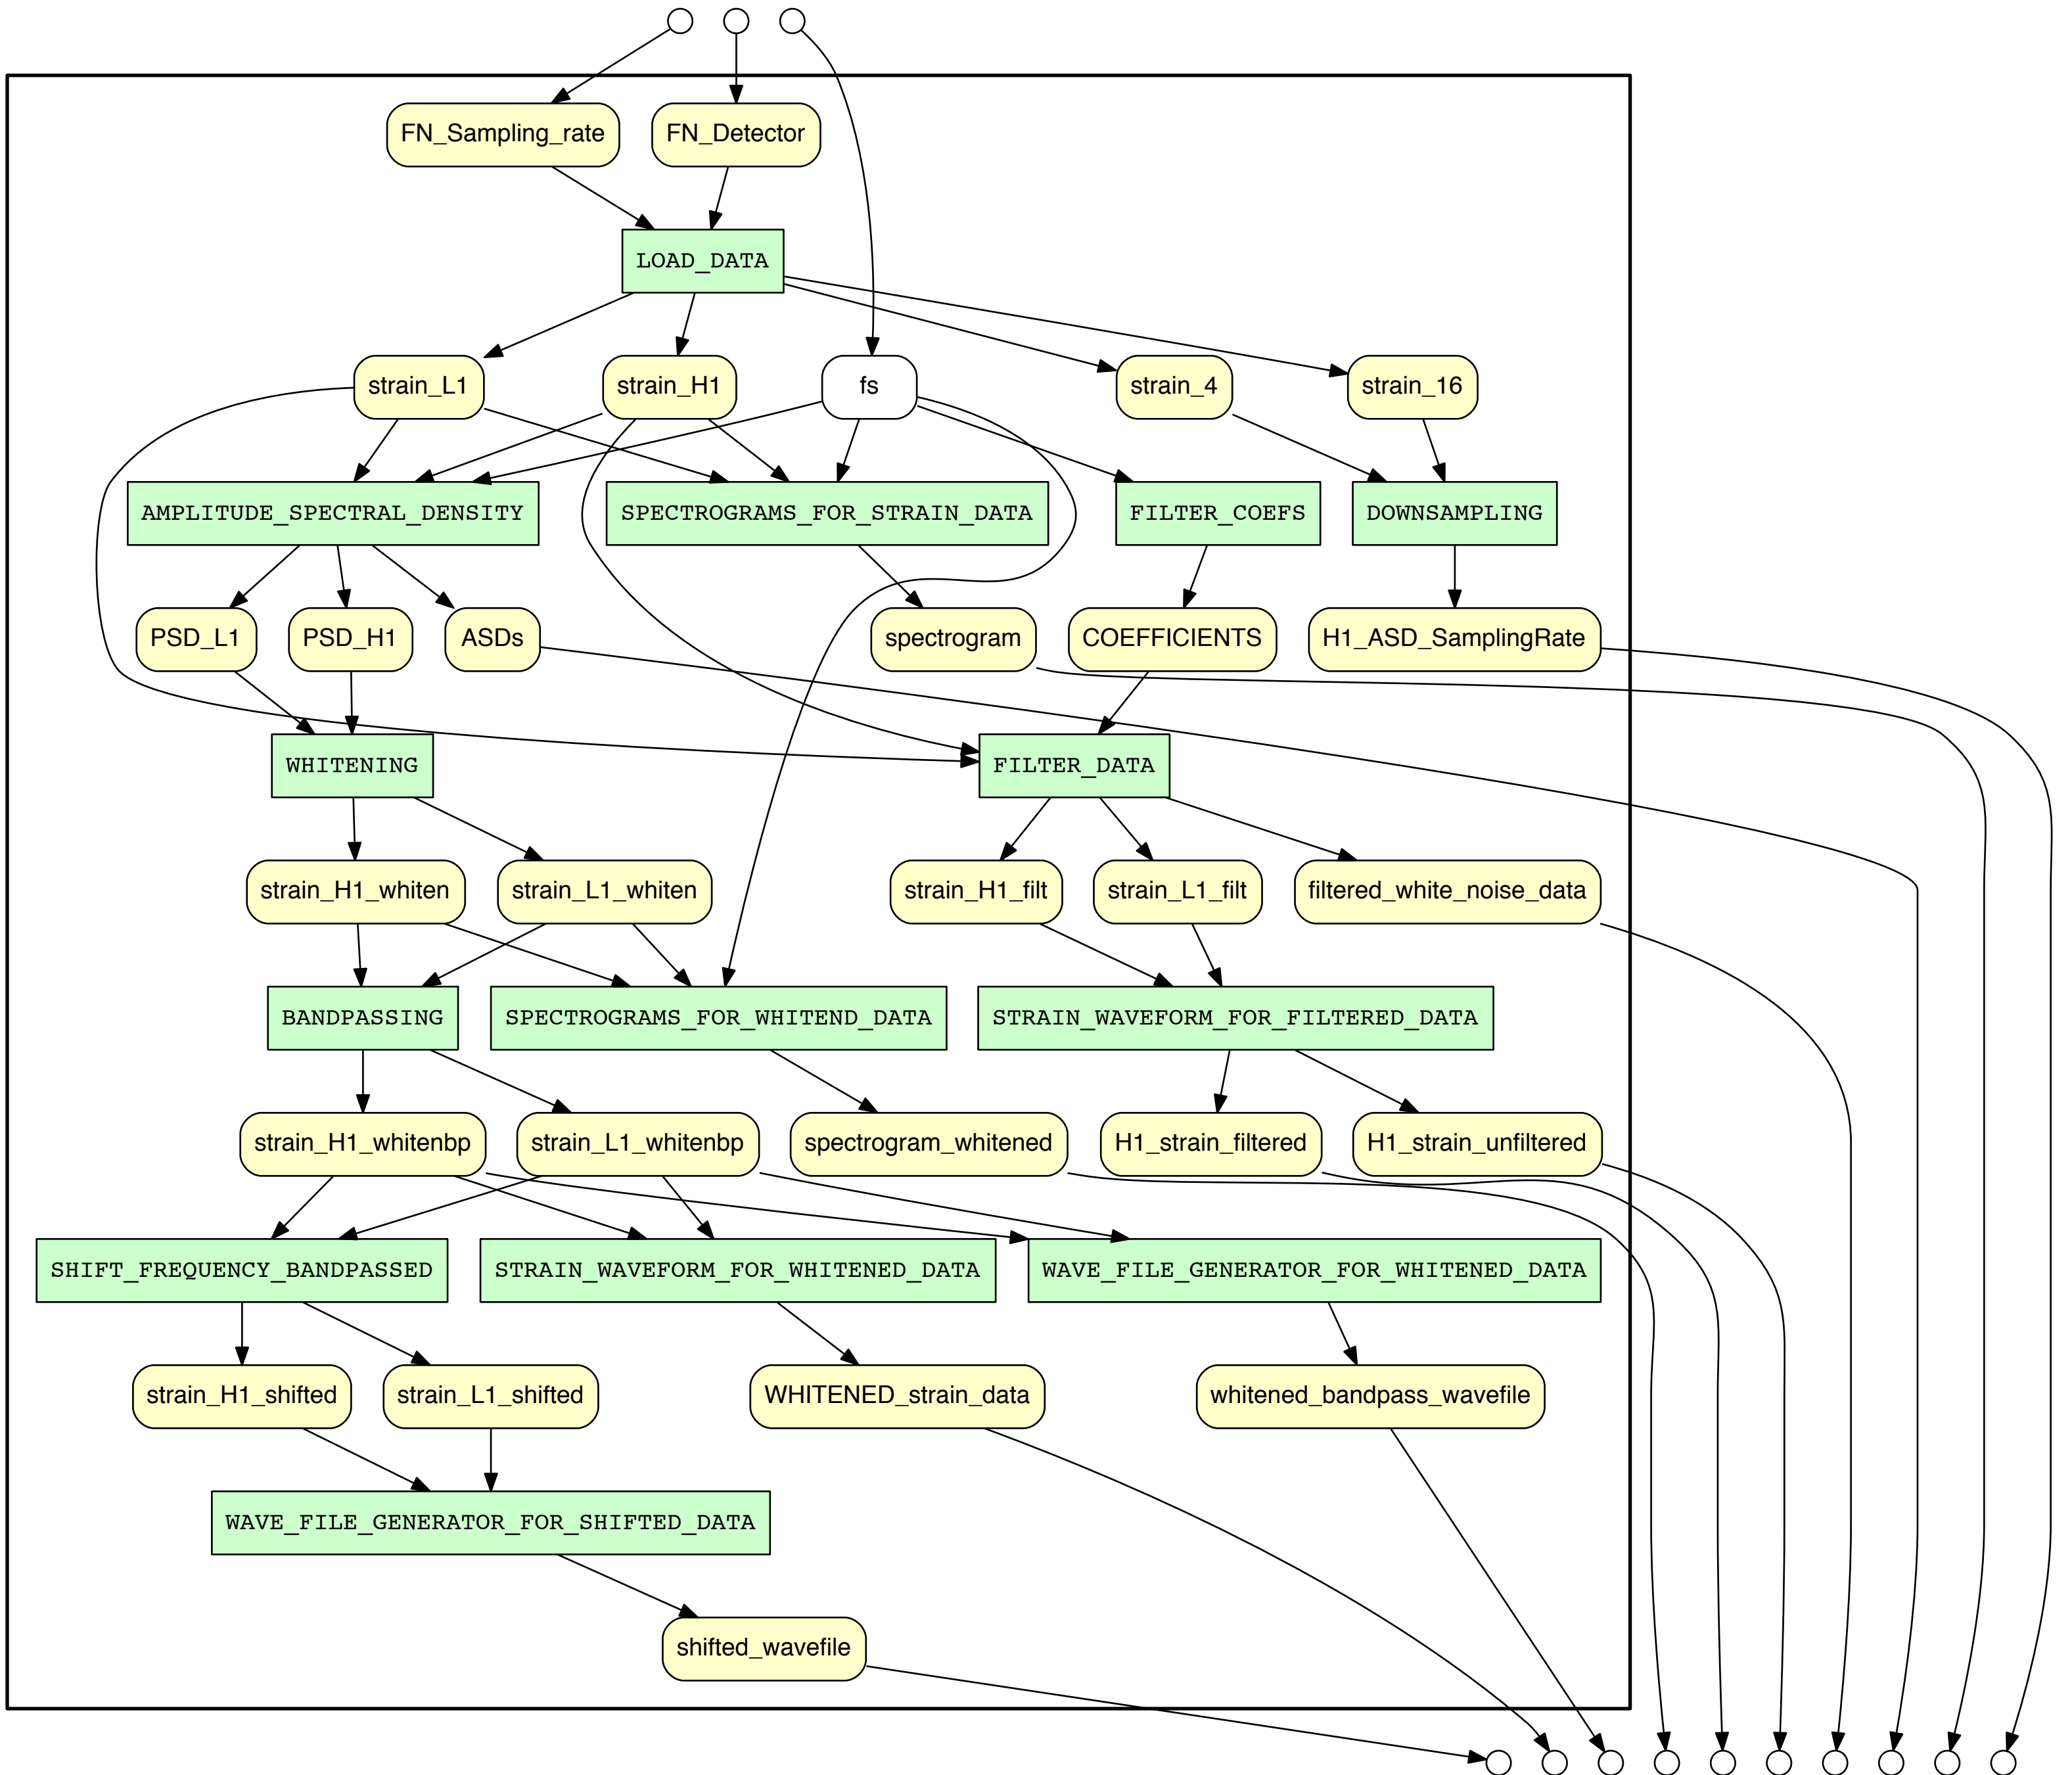 FN_Sampling_rate
FN_Detector
LOAD_DATA
strain_L1
strain_H1
fs
strain_4
strain_16
AMPLITUDE_SPECTRAL_DENSITY
SPECTROGRAMS_FOR_STRAIN_DATA
FILTER_COEFS
DOWNSAMPLING
PSD_L1
PSD_H1
ASDs
spectrogram
COEFFICIENTS
H1_ASD_SamplingRate
WHITENING
FILTER_DATA
strain_H1_whiten
strain_L1_whiten
strain_H1_filt
strain_L1_filt
filtered_white_noise_data
BANDPASSING
SPECTROGRAMS_FOR_WHITEND_DATA
STRAIN_WAVEFORM_FOR_FILTERED_DATA
strain_H1_whitenbp
strain_L1_whitenbp
spectrogram_whitened
H1_strain_filtered
H1_strain_unfiltered
SHIFT_FREQUENCY_BANDPASSED
STRAIN_WAVEFORM_FOR_WHITENED_DATA
WAVE_FILE_GENERATOR_FOR_WHITENED_DATA
strain_H1_shifted
strain_L1_shifted
WHITENED_strain_data
whitened_bandpass_wavefile
WAVE_FILE_GENERATOR_FOR_SHIFTED_DATA
shifted_wavefile